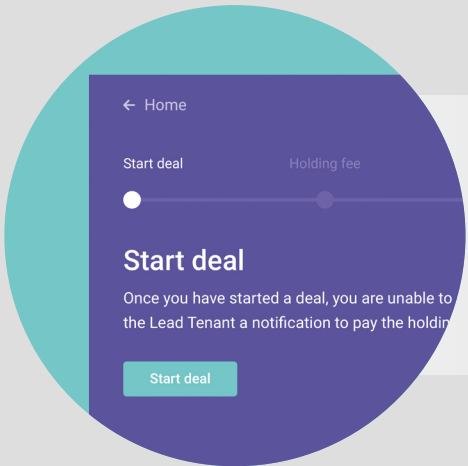 Home
Start deal
Holding fee
Start deal
Once you have started a deal, you are unable to
the Lead Tenant a notification to pay the
Start deal